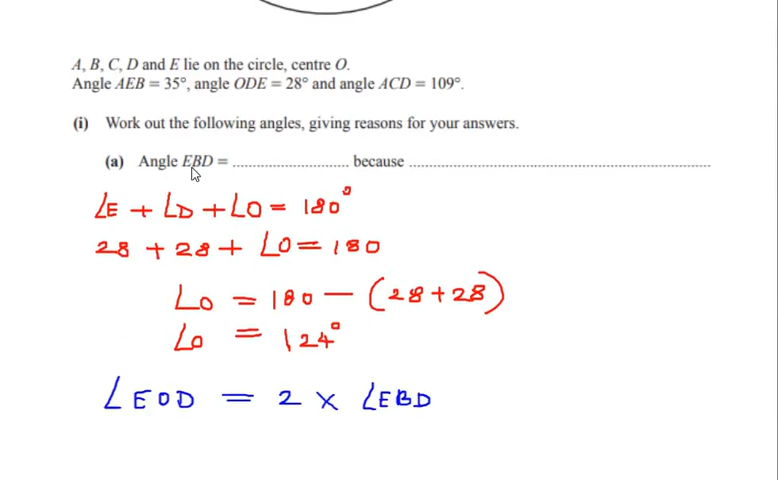 A, B, C, D and E lie on the circle, centre O.
Angle AEB = 35°, angle ODE = 28° and angle ACD = 109°.
(i) Work out the following angles, giving reasons for your answers.
(a) Angle EBD = ............................. because ...........................................................................
∠E + ∠D + ∠O = 180°
28 + 28 + ∠O = 180
∠O = 180 − (28 + 28)
∠O = 124°
∠EOD = 2 × ∠EBD